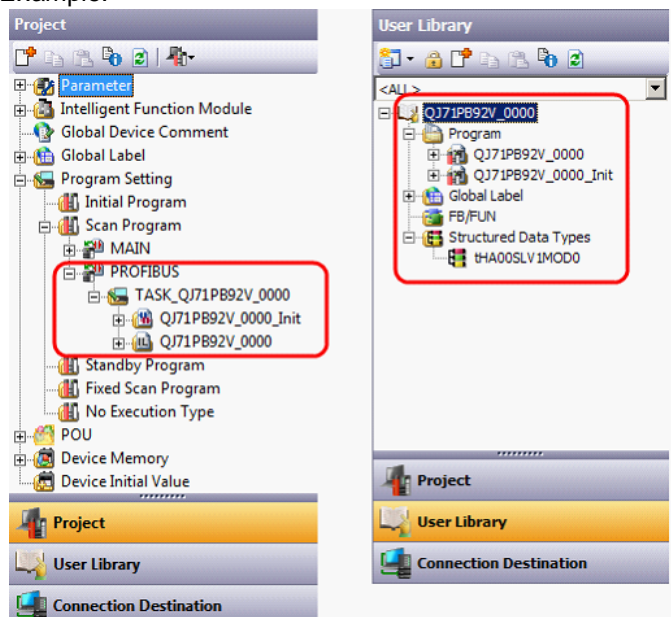 Example:
Project
Parameter
Intelligent Function Module
Global Device Comment
Global Label
Program Setting
Initial Program
Scan Program
MAIN
PROFIBUS
TASK_QJ71PB92V_0000
QJ71PB92V_0000_Init
QJ71PB92V_0000
Standby Program
Fixed Scan Program
No Execution Type
POU
Device Memory
Device Initial Value
Project
User Library
Connection Destination
User Library
<ALL>
QJ71PB92V_0000
Program
QJ71PB92V_0000
QJ71PB92V_0000_Init
Global Label
FB/FUN
Structured Data Types
tHA00SLV1MOD0
Project
User Library
Connection Destination